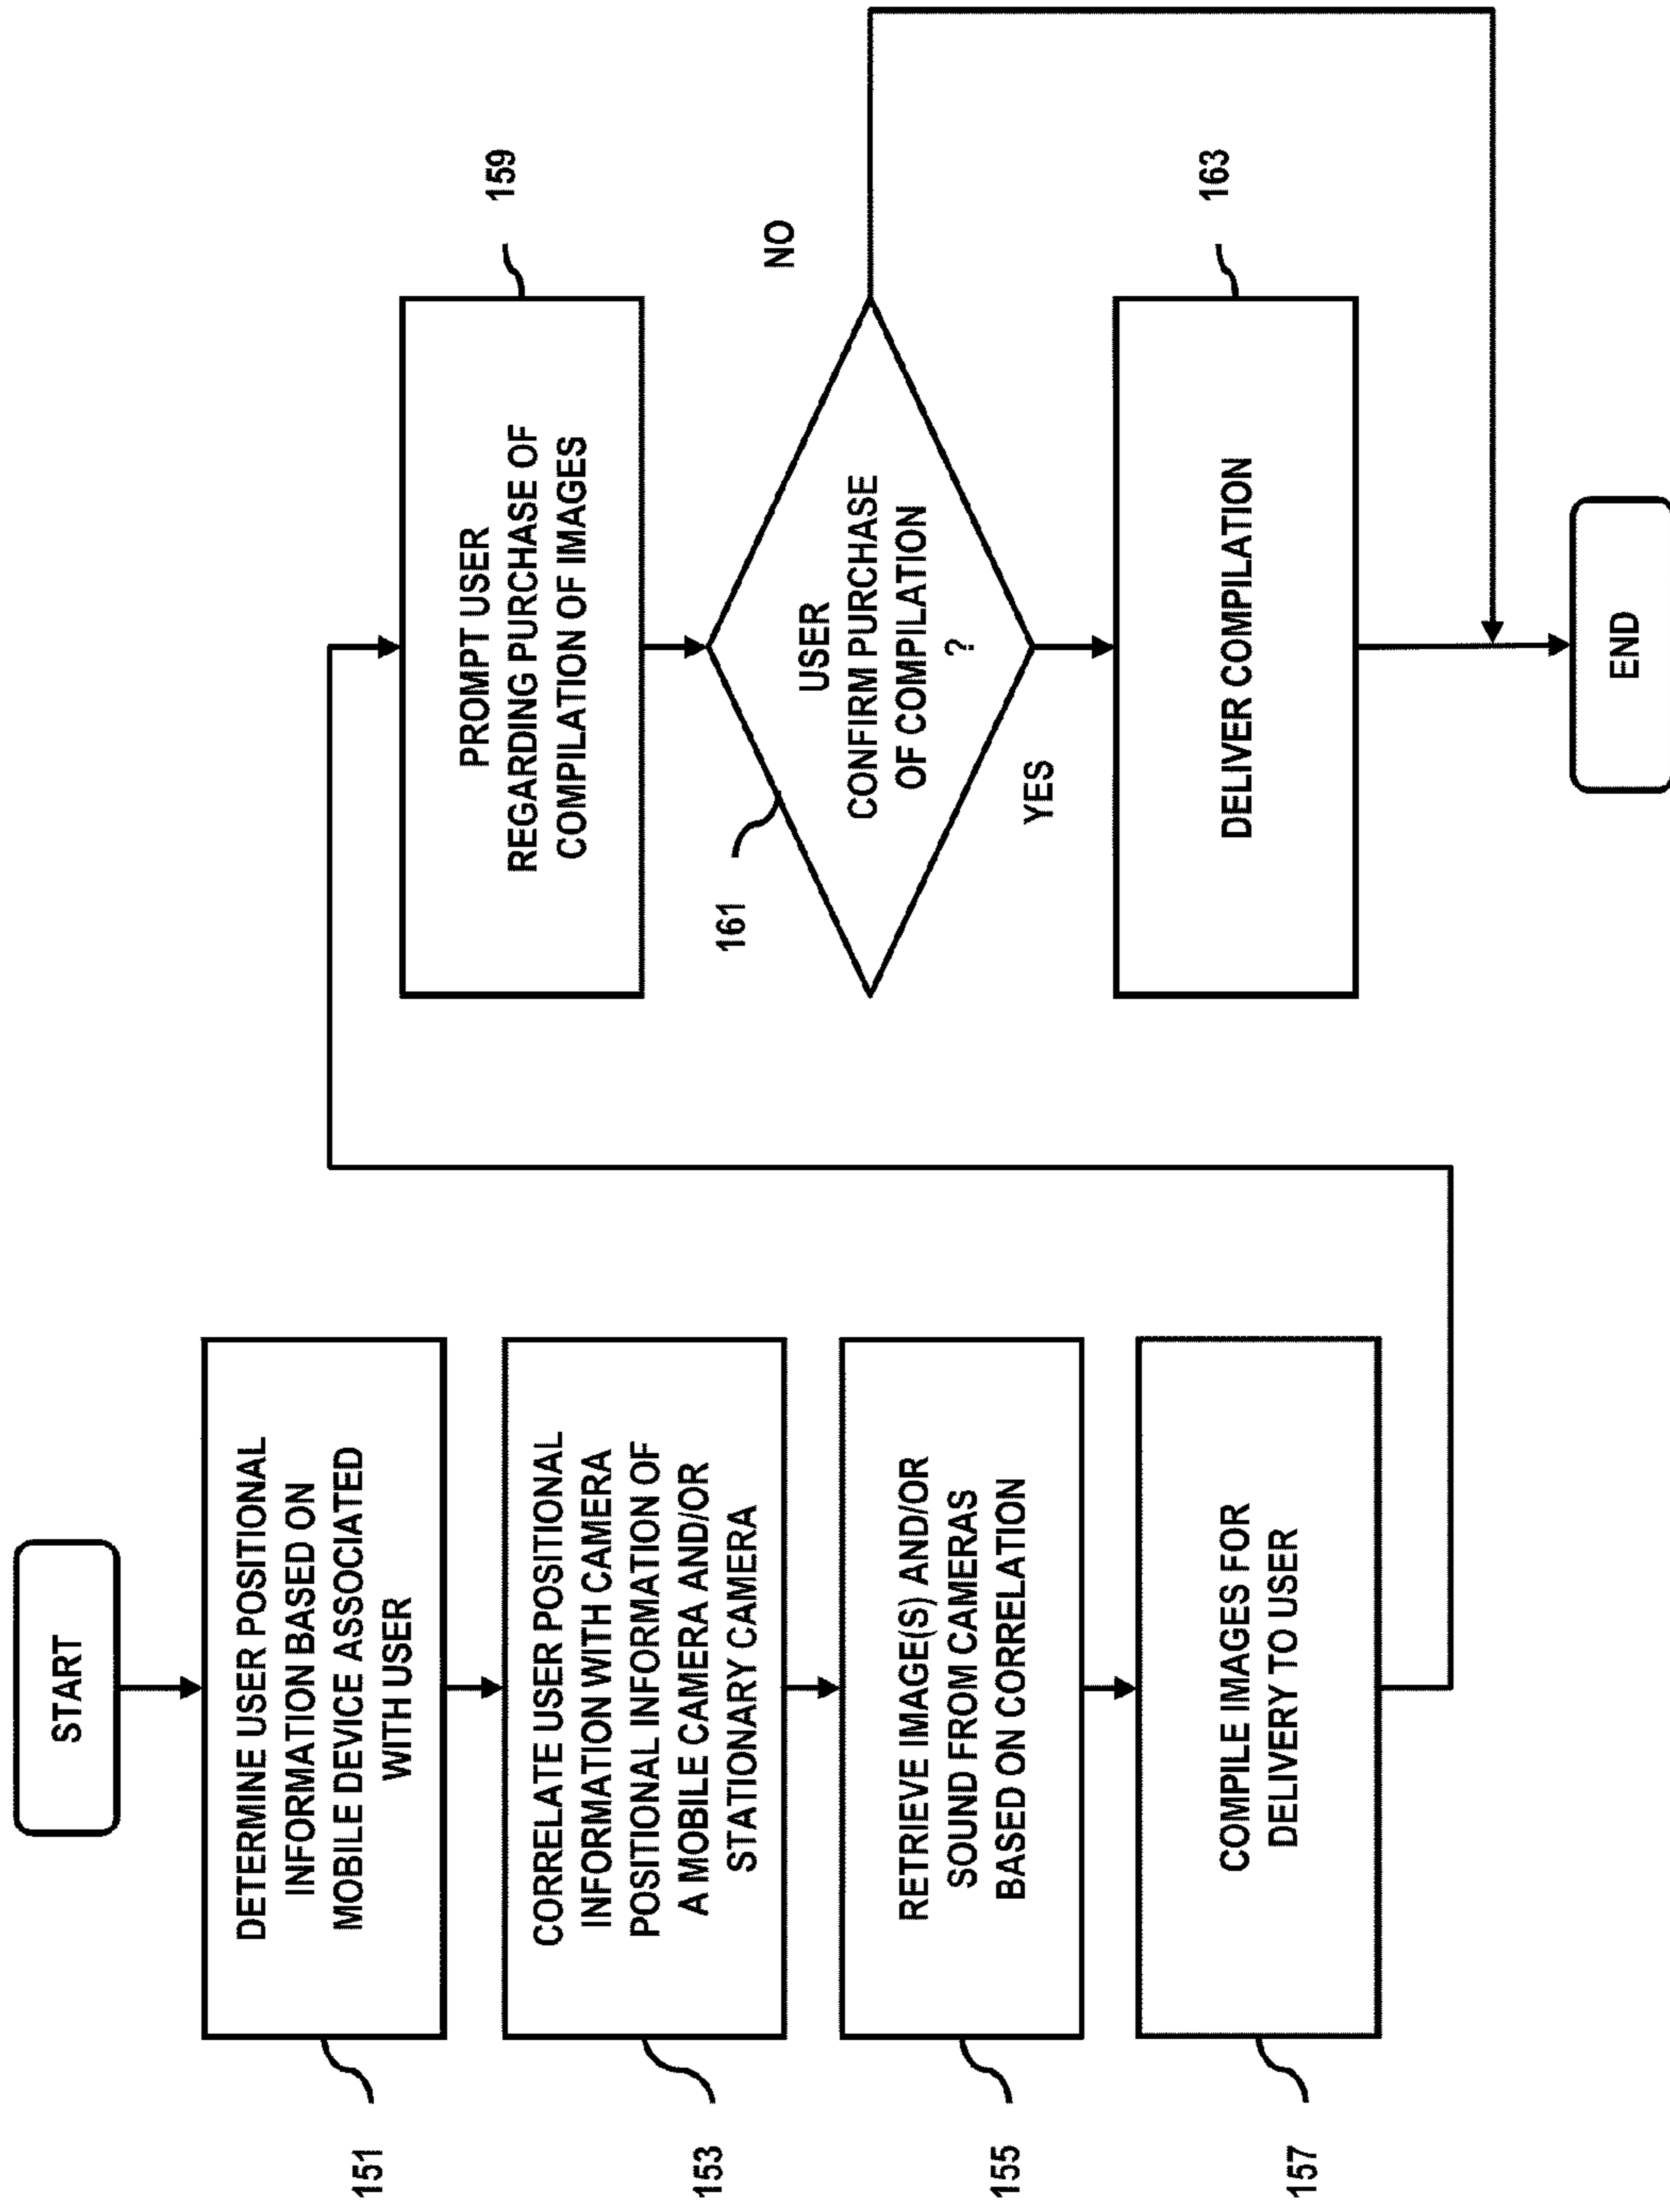 START
DETERMINE USER POSITIONAL
INFORMATION BASED ON
MOBILE DEVICE ASSOCIATED
WITH USER
151
CORRELATE USER POSITIONAL
INFORMATION WITH CAMERA
POSITIONAL INFORMATION OF
A MOBILE CAMERA AND/OR
STATIONARY CAMERA
153
RETRIEVE IMAGE(S) AND/OR
SOUND FROM CAMERAS
BASED ON CORRELATION
155
COMPILE IMAGES FOR
DELIVERY TO USER
157
PROMPT USER
REGARDING PURCHASE OF
COMPILATION OF IMAGES
159
USER
CONFIRM PURCHASE
OF COMPILATION
?
161
NO
YES
DELIVER COMPILATION
163
END